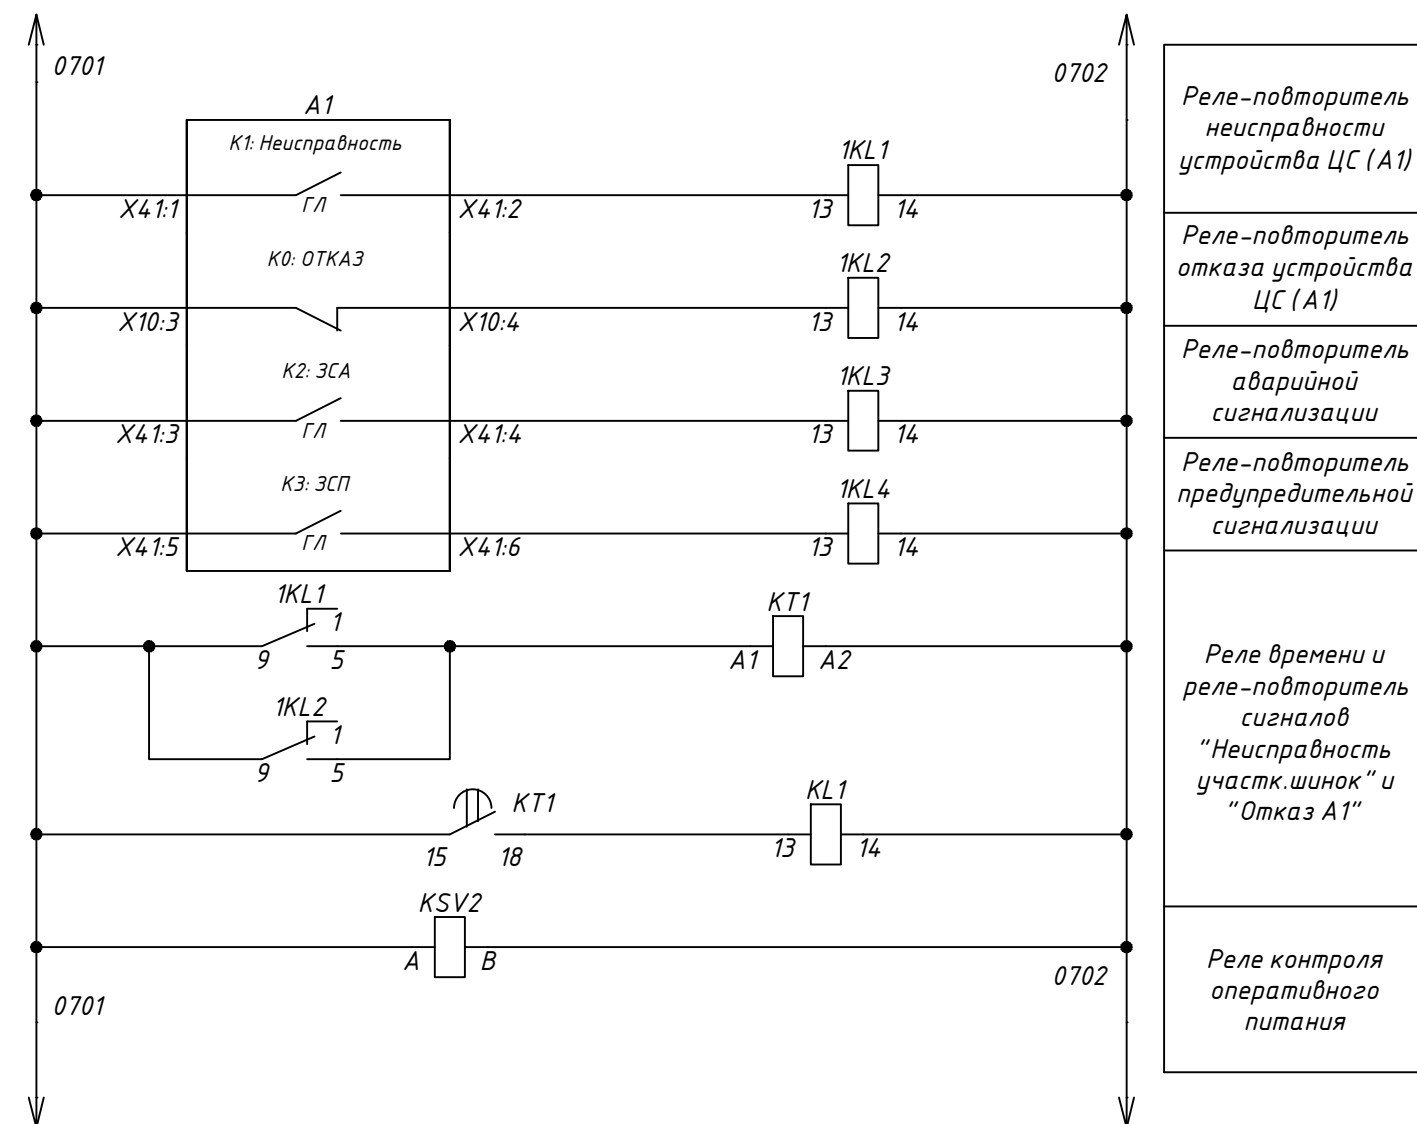 0701
0702
A1
К1: Неисправность
1KL1
X41:1
ГЛ
X41:2
13
14
К0: ОТКАЗ
1KL2
X10:3
X10:4
13
14
К2: ЗСА
1KL3
X41:3
ГЛ
X41:4
13
14
К3: ЗСП
1KL4
X41:5
ГЛ
X41:6
13
14
1KL1
1
9
5
KT1
A1
A2
1KL2
1
9
5
KT1
15
18
KL1
13
14
KSV2
A
B
0701
0702
Реле-повторитель
неисправности
устройства ЦС (А1)
Реле-повторитель
отказа устройства
ЦС (А1)
Реле-повторитель
аварийной
сигнализации
Реле-повторитель
предупредительной
сигнализации
Реле времени и
реле-повторитель
сигналов
"Неисправность
участк.шинок" и
"Отказ А1"
Реле контроля
оперативного
питания